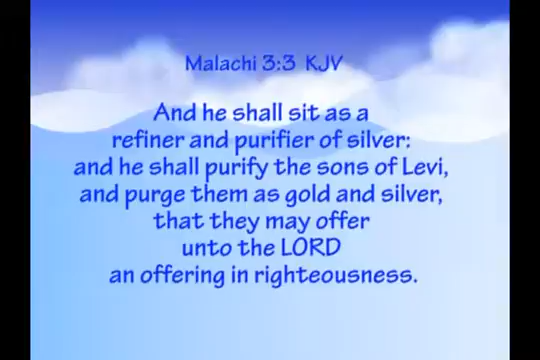 Malachi 3:3 KJV
And he shall sit as a
refiner and purifier of silver:
and he shall purify the sons of Levi,
and purge them as gold and silver,
that they may offer
unto the LORD
an offering in righteousness.